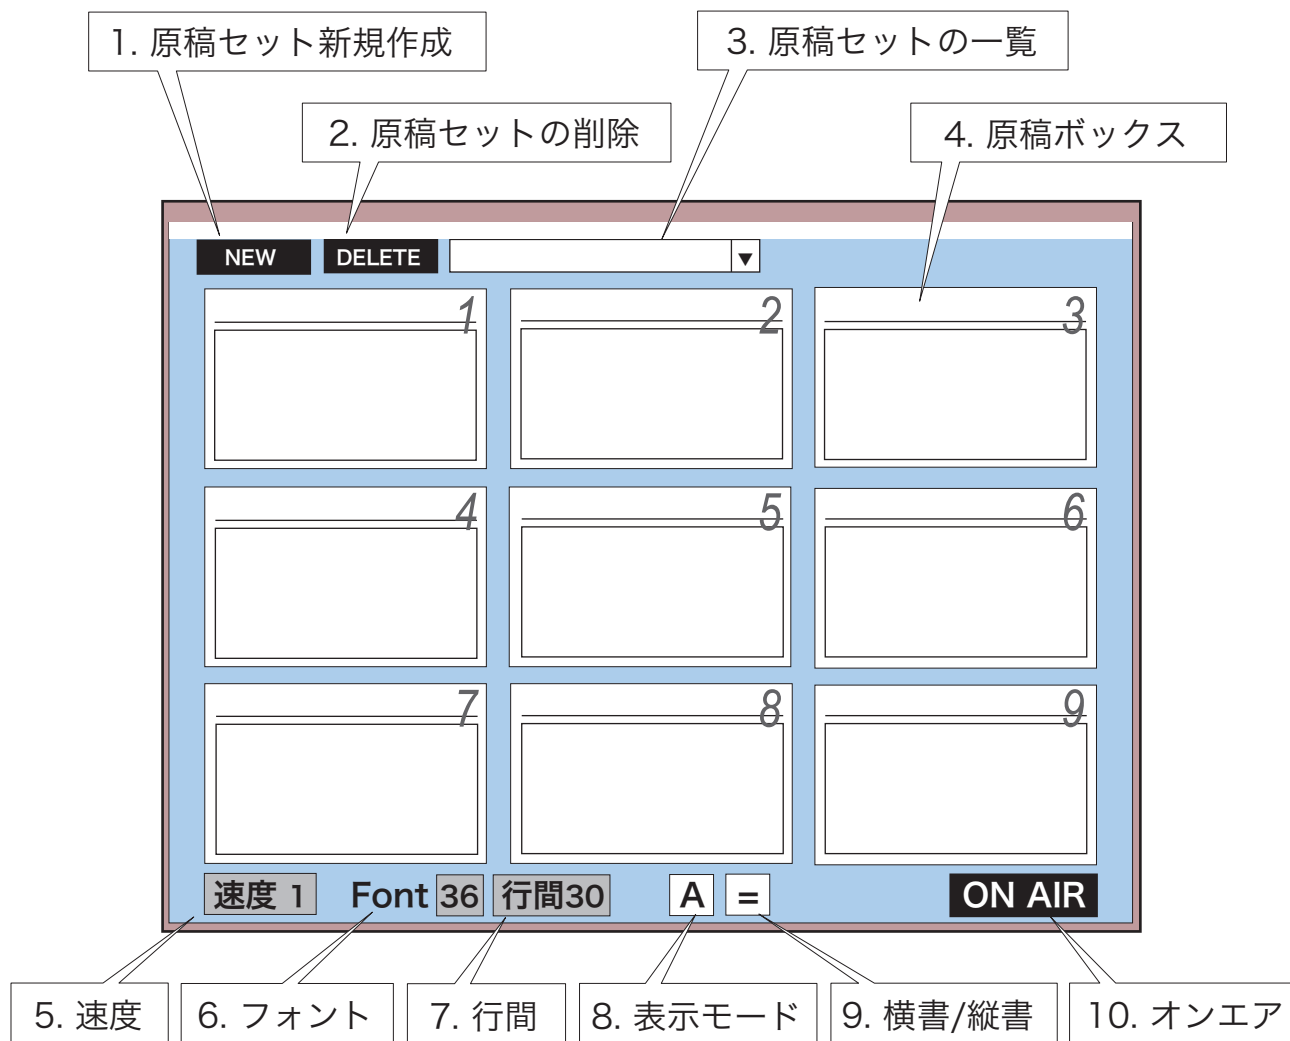 1. 原稿セット新規作成
3. 原稿セットの一覧
2. 原稿セットの削除
4. 原稿ボックス
NEW
DELETE
▼
1
2
3
4
5
6
7
8
9
速度 1
Font 36
行間30
A
=
ON AIR
5. 速度
6. フォント
7. 行間
8. 表示モード
9. 横書/縦書
10. オンエア